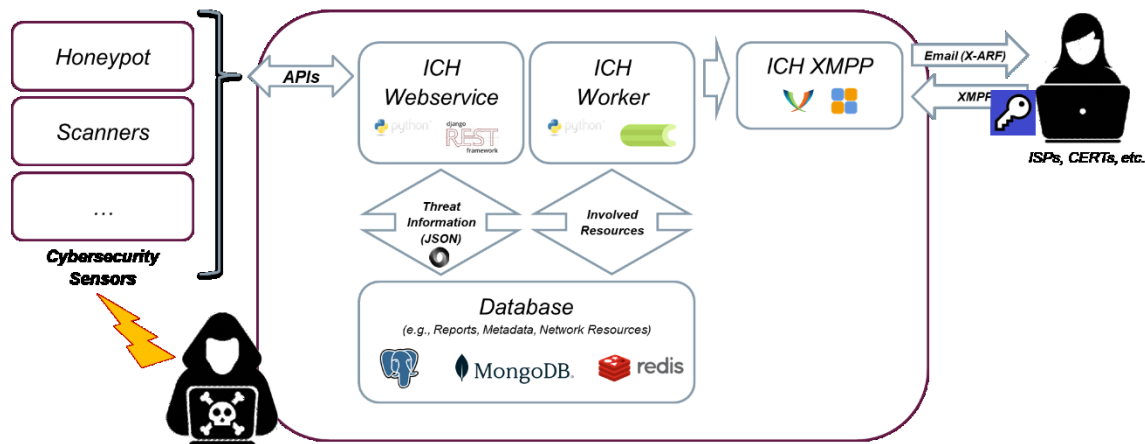 Honeypot
Scanners
...
Cybersecurity
Sensors
APIs
ICH
Webservice
python
django
REST
framework
ICH
Worker
python
ICH XMPP
Email (X-ARF)
XMPP
ISPs, CERTs, etc.
Threat
Information
(JSON)
Involved
Resources
Database
(e.g., Reports, Metadata, Network Resources)
MongoDB®
redis